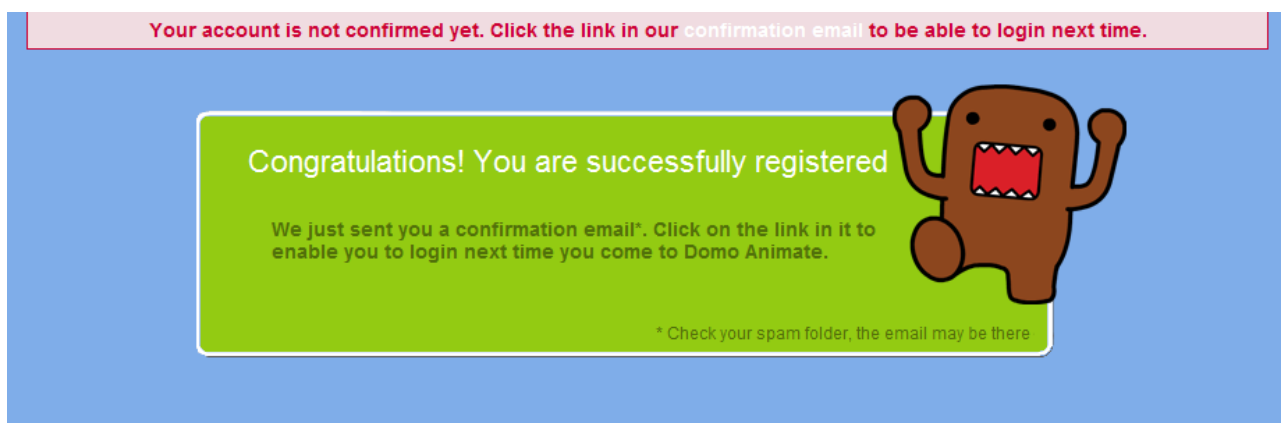 Your account is not confirmed yet. Click the link in our confirmation email to be able to login next time.
Congratulations! You are successfully registered
We just sent you a confirmation email*. Click on the link in it to
enable you to login next time you come to Domo Animate.
* Check your spam folder, the email may be there